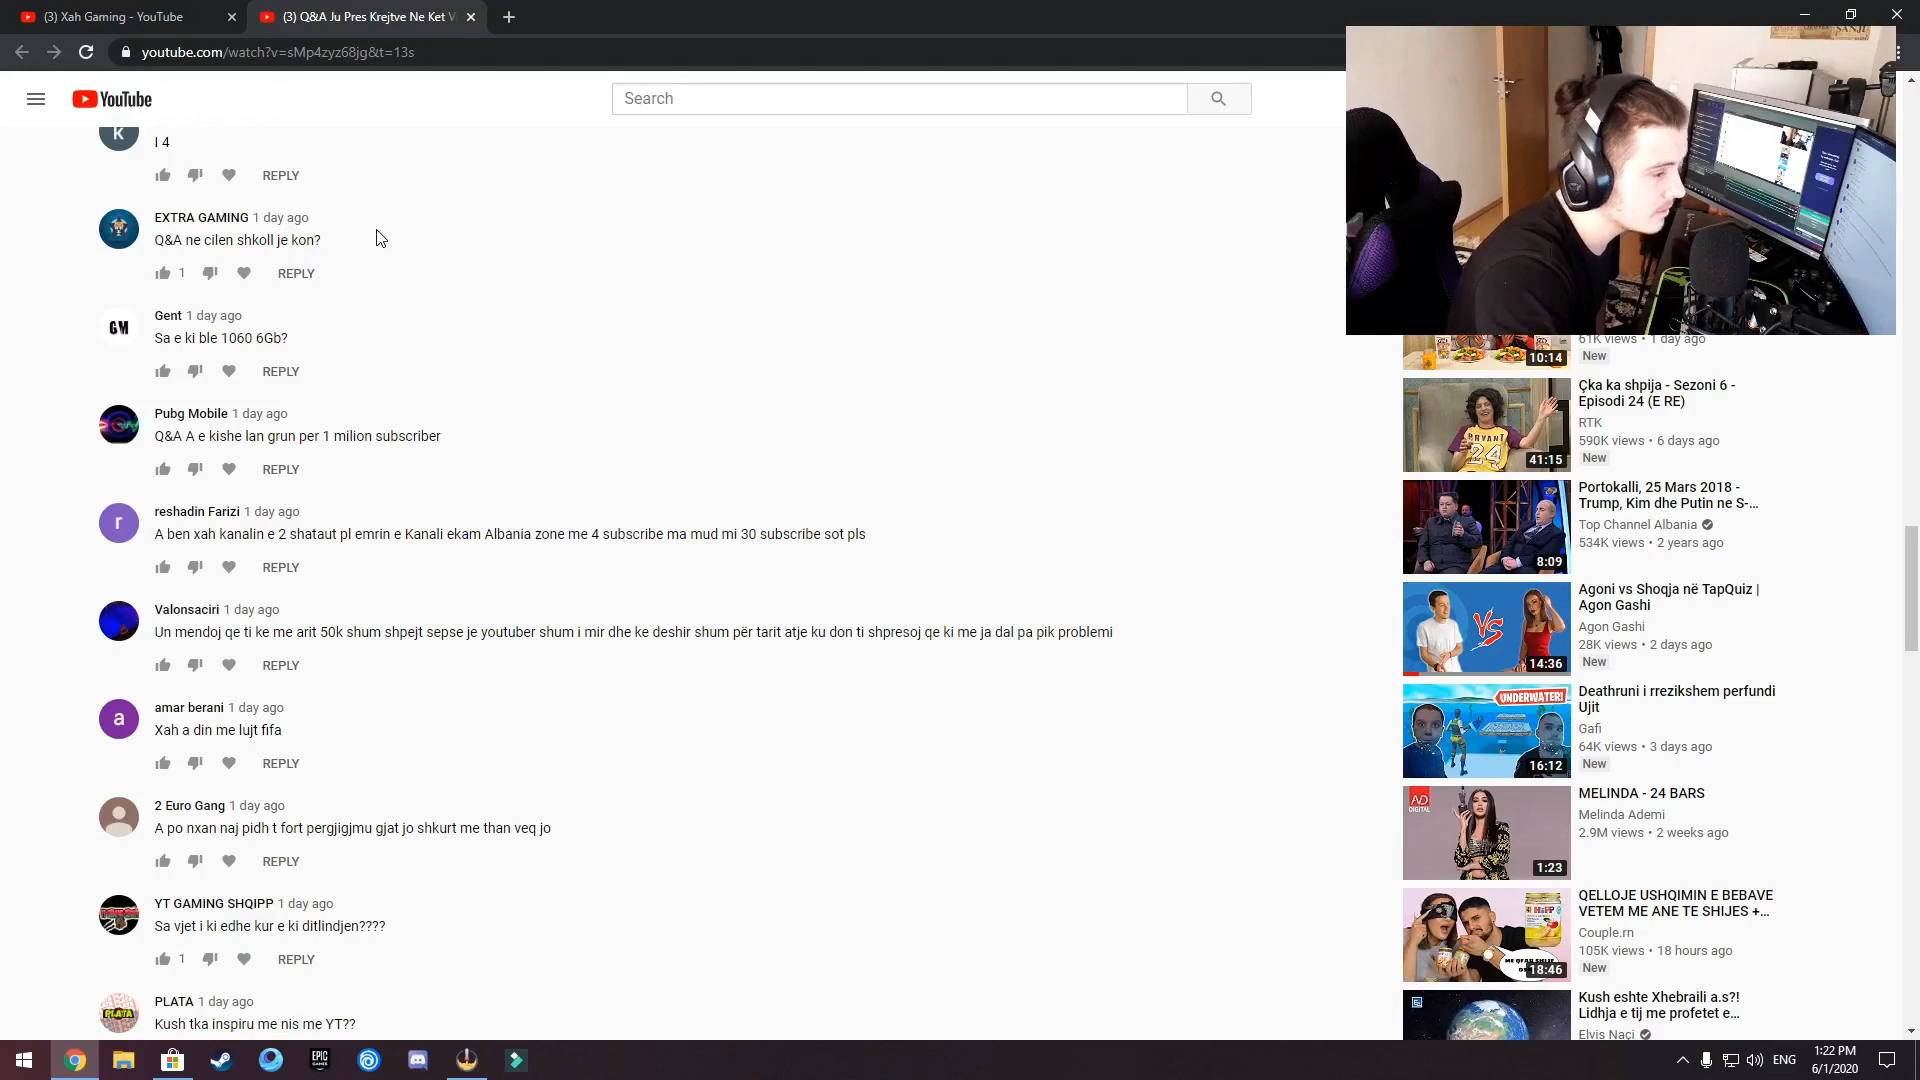 (3) Xah Gaming - YouTube
(3) Q&A Ju Pres Krejtve Ne Ket V
youtube.com/watch?v=sMp4zyz68jg&t=13s
YouTube
Search
K
I 4
REPLY
EXTRA GAMING 1 day ago
Q&A ne cilen shkoll je kon?
1 REPLY
GM
Gent 1 day ago
Sa e ki ble 1060 6Gb?
REPLY
Pubg Mobile 1 day ago
Q&A A e kishe lan grun per 1 milion subscriber
REPLY
r
reshadin Farizi 1 day ago
A ben xah kanalin e 2 shataut pl emrin e Kanali ekam Albania zone me 4 subscribe ma mud mi 30 subscribe sot pls
REPLY
Valonsaciri 1 day ago
Un mendoj qe ti ke me arit 50k shum shpejt sepse je youtuber shum i mir dhe ke deshir shum për tarit atje ku don ti shpresoj qe ki me ja dal pa pik problemi
REPLY
a
amar berani 1 day ago
Xah a din me lujt fifa
REPLY
2 Euro Gang 1 day ago
A po nxan naj pidh t fort pergjigjmu gjat jo shkurt me than veq jo
REPLY
YT GAMING SHQIPP 1 day ago
Sa vjet i ki edhe kur e ki ditlindjen????
1 REPLY
PLATA
PLATA 1 day ago
Kush tka inspiru me nis me YT??
10:14
61K views • 1 day ago
New
BRYANT
24
41:15
Çka ka shpija - Sezoni 6 -
Episodi 24 (E RE)
RTK
590K views • 6 days ago
New
8:09
Portokalli, 25 Mars 2018 -
Trump, Kim dhe Putin ne S-...
Top Channel Albania
534K views • 2 years ago
VS
14:36
Agoni vs Shoqja në TapQuiz |
Agon Gashi
Agon Gashi
28K views • 2 days ago
New
UNDERWATER!
16:12
Deathruni i rrezikshem perfundi
Ujit
Gafi
64K views • 3 days ago
New
AD
DIGITAL
1:23
MELINDA - 24 BARS
Melinda Ademi
2.9M views • 2 weeks ago
HiPP
18:46
QELLOJE USHQIMIN E BEBAVE
VETEM ME ANE TE SHIJES +...
Couple.rn
105K views • 18 hours ago
New
Kush eshte Xhebraili a.s?!
Lidhja e tij me profetet e...
Elvis Naçi
EPIC
GAMES
ENG
1:22 PM
6/1/2020